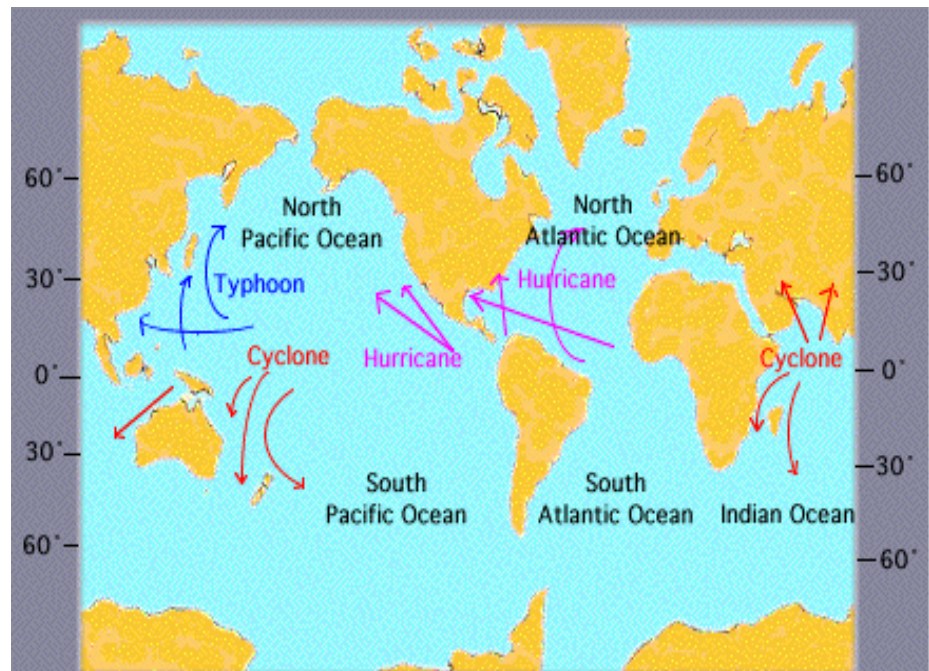 60°
60°
North
Pacific Ocean
North
Atlantic Ocean
30°
Typhoon
Hurricane
30°
Cyclone
Hurricane
Cyclone
0°
0°
30°
30°
South
Pacific Ocean
South
Atlantic Ocean
Indian Ocean
60°
60°